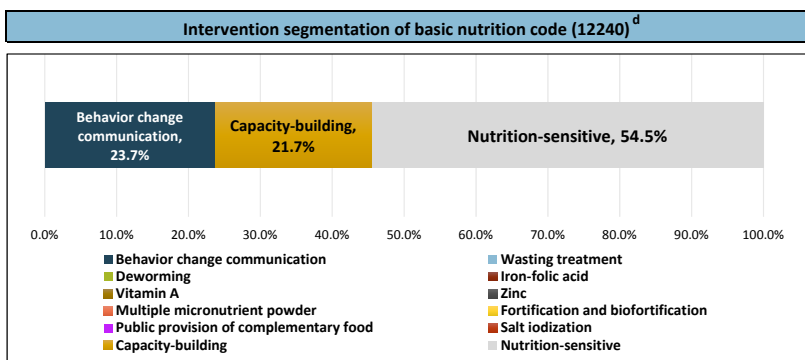 Intervention segmentation of basic nutrition code (12240) d
Behavior change
communication,
23.7%
Capacity-building,
21.7%
Nutrition-sensitive, 54.5%
0.0% 10.0% 20.0% 30.0% 40.0% 50.0% 60.0% 70.0% 80.0% 90.0% 100.0%
Behavior change communication Wasting treatment
Deworming Iron-folic acid
Vitamin A Zinc
Multiple micronutrient powder Fortification and biofortification
Public provision of complementary food Salt iodization
Capacity-building Nutrition-sensitive